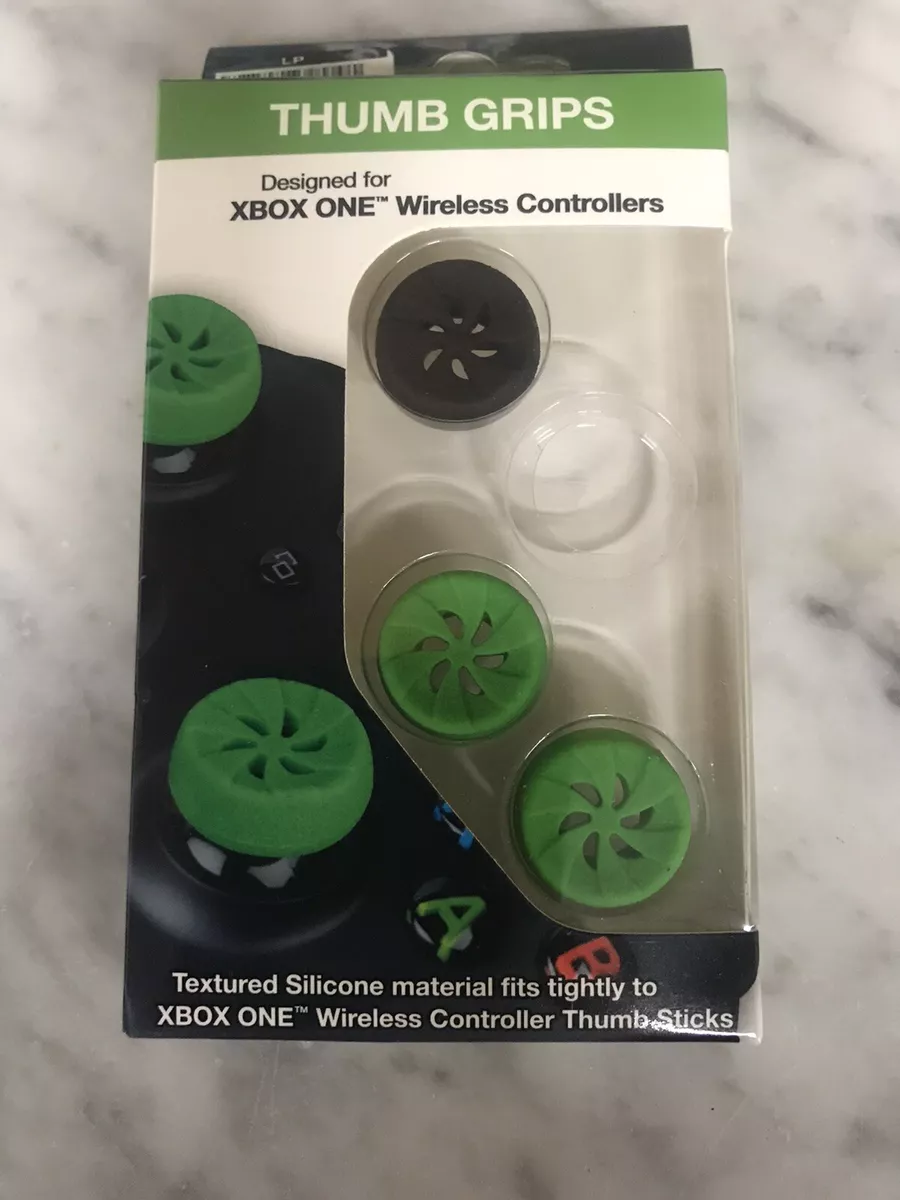 LP
THUMB GRIPS
Designed for
XBOX ONE™ Wireless Controllers
A
B
Textured Silicone material fits tightly to
XBOX ONE™ Wireless Controller Thumb Sticks